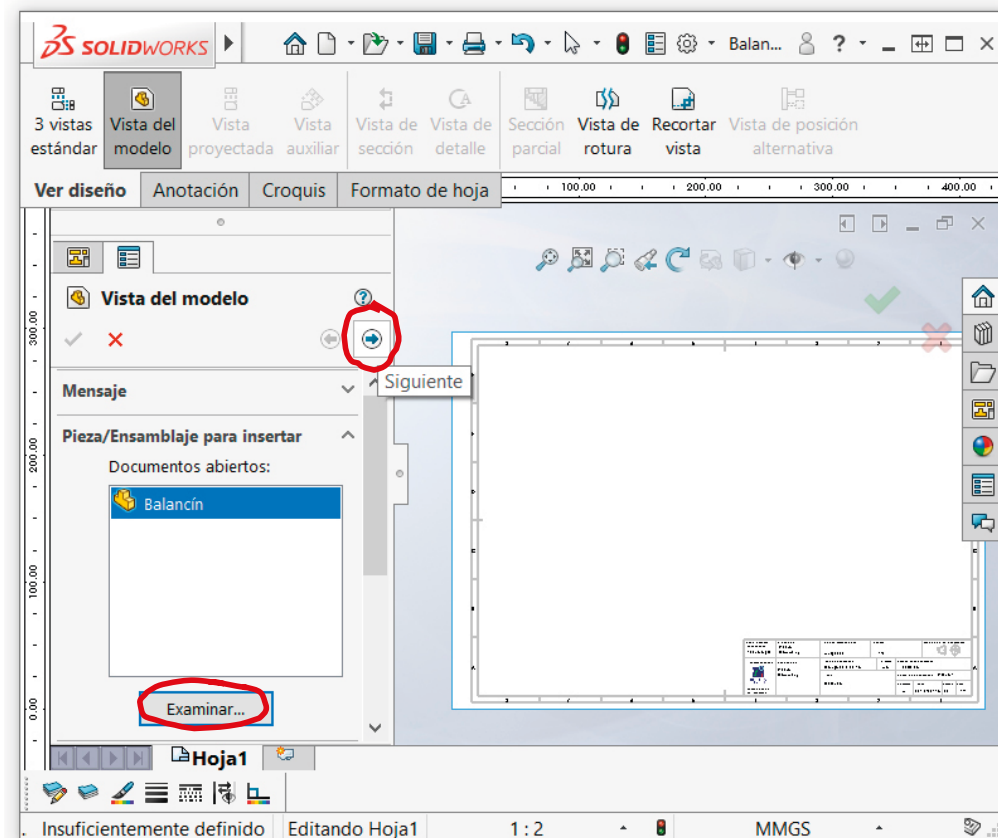 SOLIDWORKS
Balan... ?
3 vistas estándar
Vista del modelo
Vista proyectada
Vista auxiliar
Vista de sección
Vista de detalle
Sección parcial
Vista de rotura
Recortar vista
Vista de posición alternativa
Ver diseño Anotación Croquis Formato de hoja
100.00 200.00 300.00 400.00
Vista del modelo
Siguiente
Mensaje
Pieza/Ensamblaje para insertar
Documentos abiertos:
Balancín
Examinar...
300.00
200.00
100.00
0.00
Hoja1
Insuficientemente definido Editando Hoja1 1 : 2 MMGS